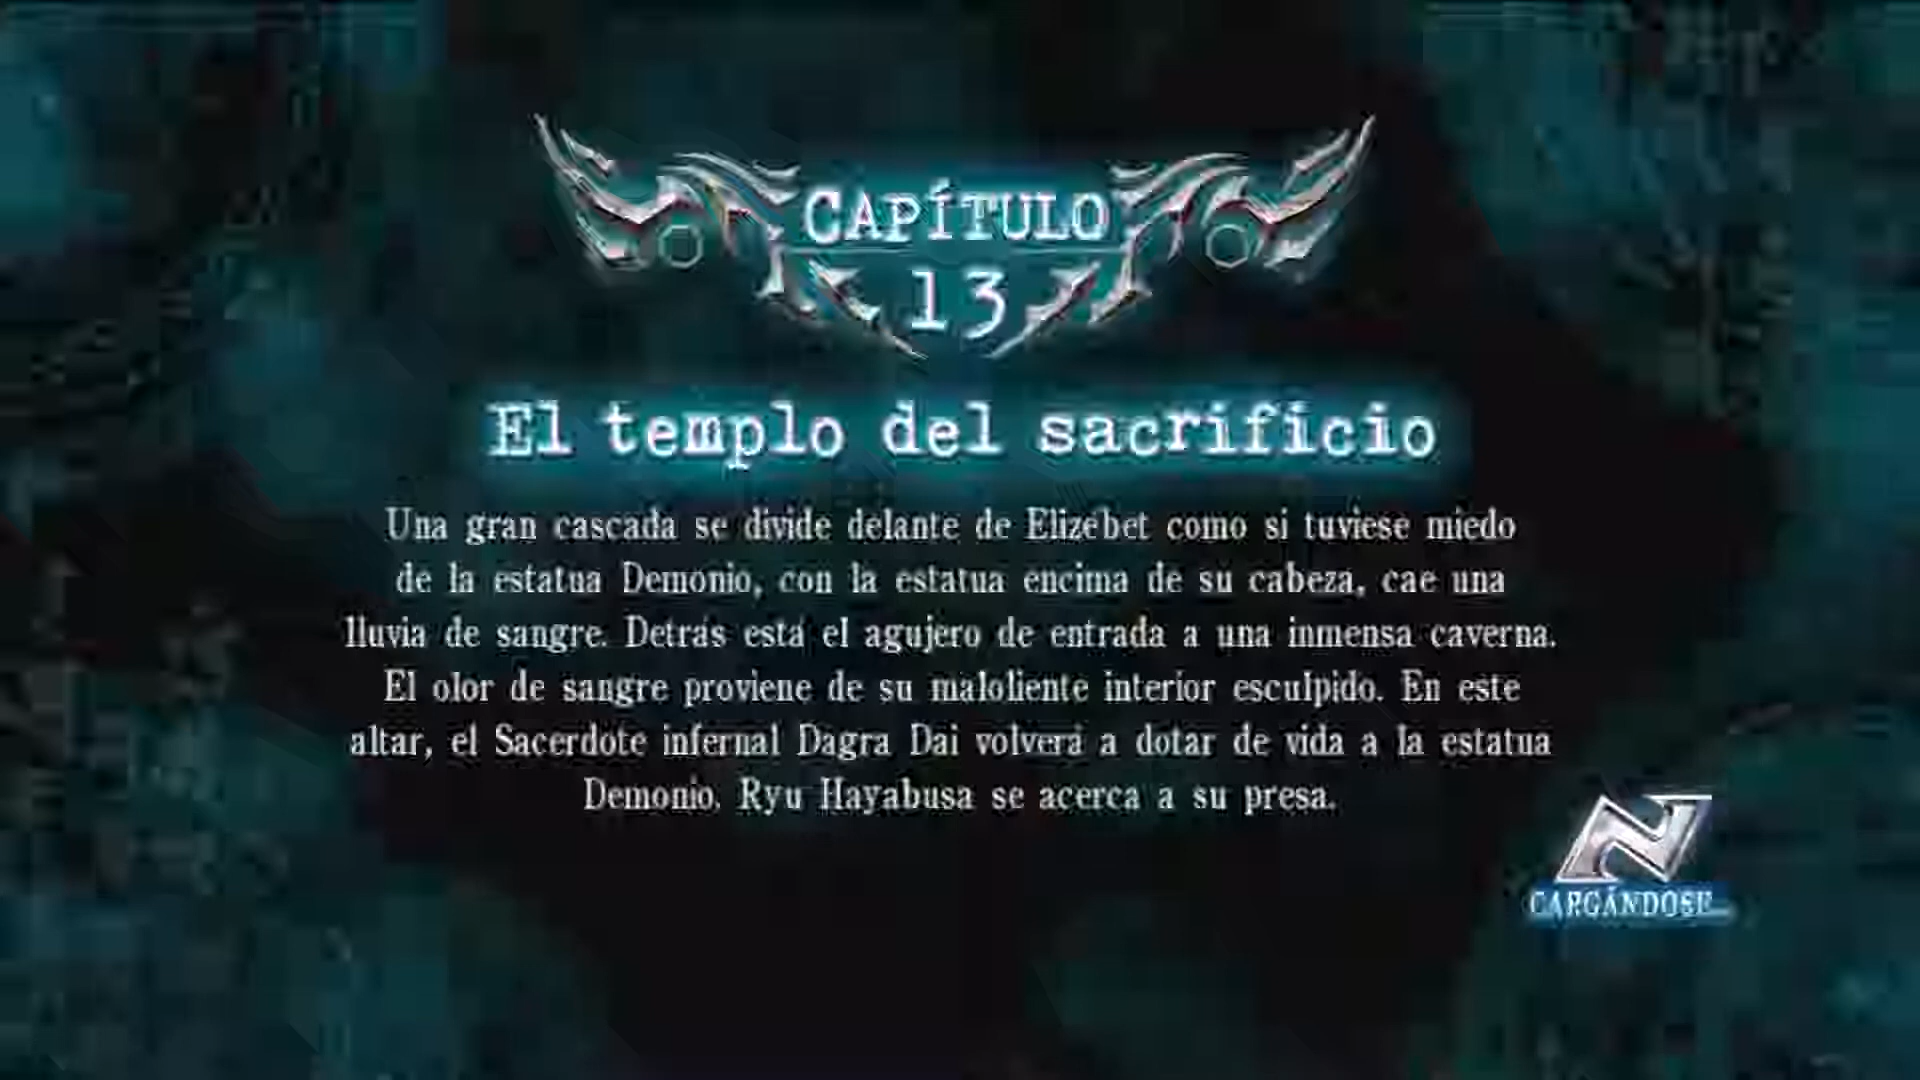 CAPÍTULO
13
El templo del sacrificio
Una gran cascada se divide delante de Elizébet como si tuviese miedo
de la estatua Demonio, con la estatua encima de su cabeza, cae una
lluvia de sangre. Detrás está el agujero de entrada a una inmensa caverna.
El olor de sangre proviene de su maloliente interior esculpido. En este
altar, el Sacerdote infernal Dagra Dai volverá a dotar de vida a la estatua
Demonio. Ryu Hayabusa se acerca a su presa.
CARGÁNDOSE...